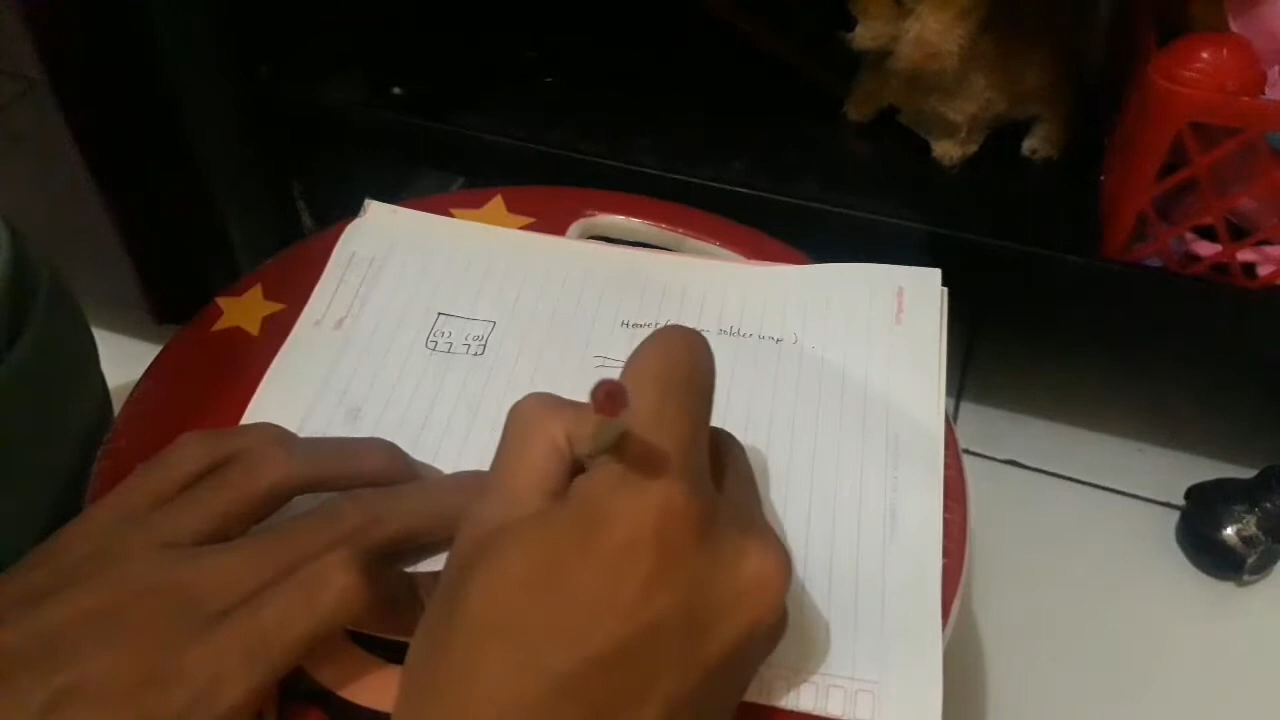 (1) (0)
Heater ( solder uap ) .